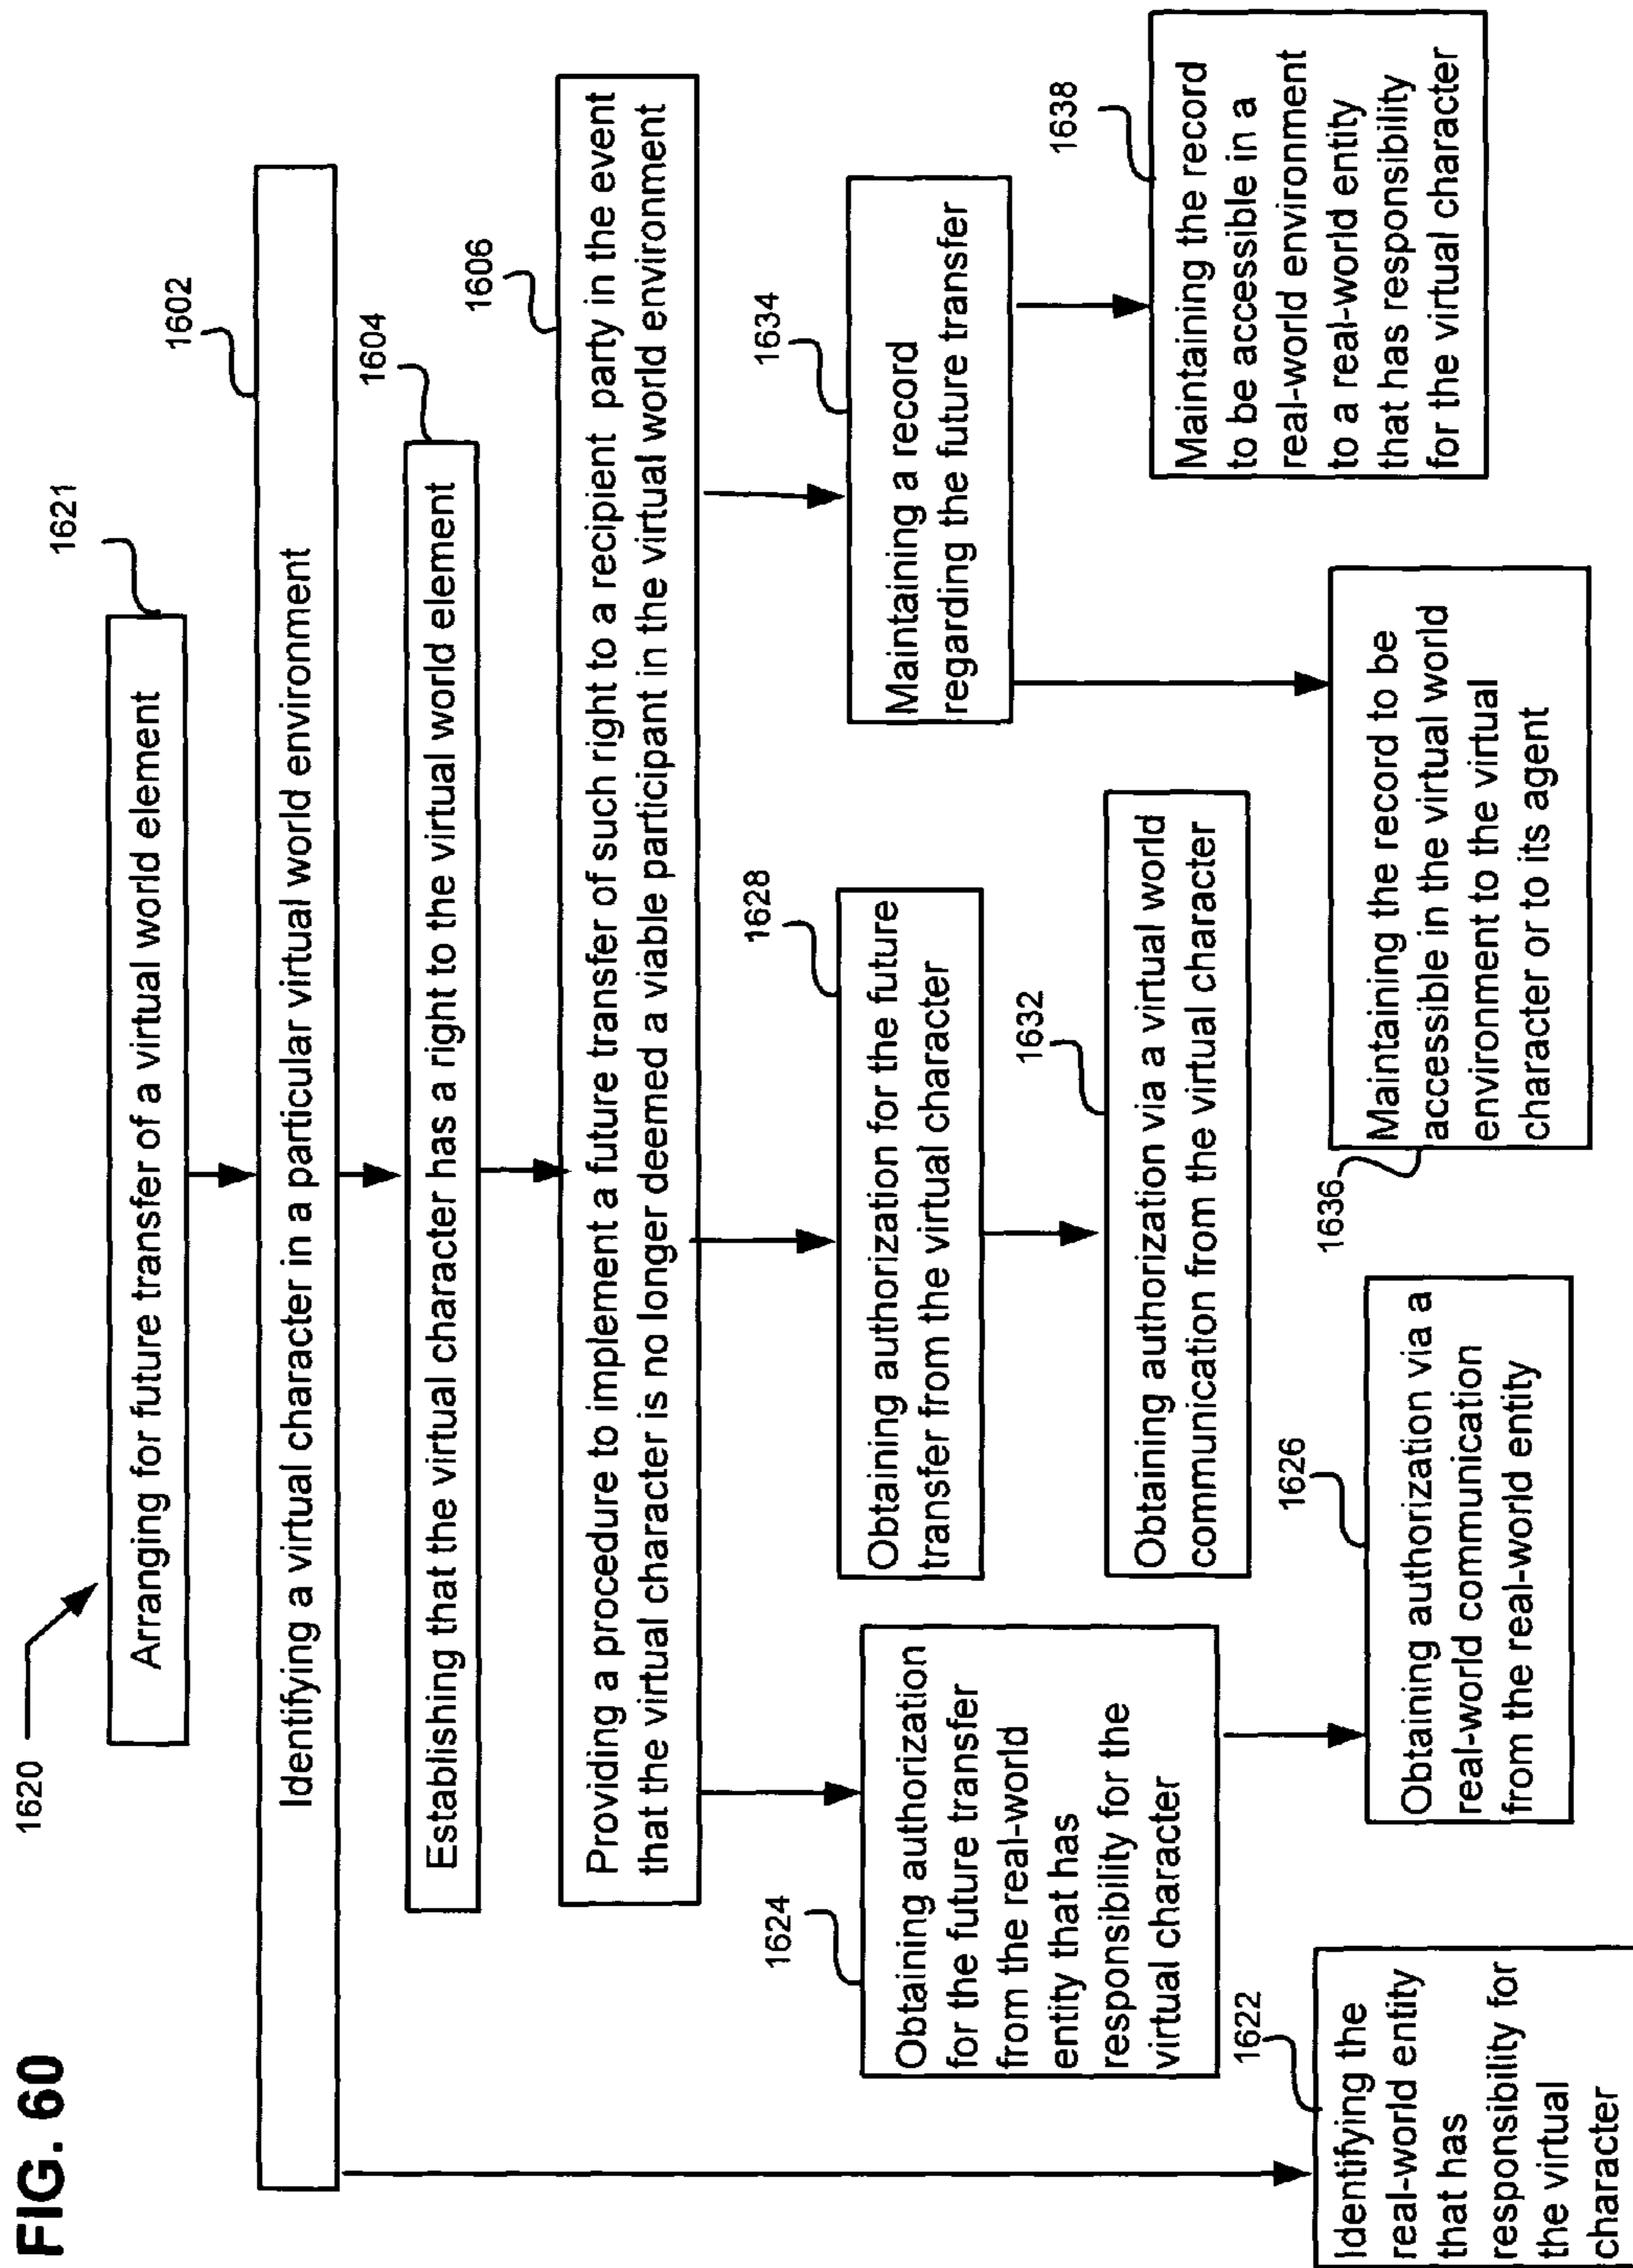 FIG. 60
1620
1621
Arranging for future transfer of a virtual world element
1602
Identifying a virtual character in a particular virtual world environment
1604
Establishing that the virtual character has a right to the virtual world element
1606
Providing a procedure to implement a future transfer of such right to a recipient party in the event
that the virtual character is no longer deemed a viable participant in the virtual world environment
1624
Obtaining authorization
for the future transfer
from the real-world
entity that has
responsibility for the
virtual character
1628
Obtaining authorization for the future
transfer from the virtual character
1634
Maintaining a record
regarding the future transfer
1622
Identifying the
real-world entity
that has
responsibility for
the virtual
character
1626
Obtaining authorization via a
real-world communication
from the real-world entity
1632
Obtaining authorization via a virtual world
communication from the virtual character
1636
Maintaining the record to be
accessible in the virtual world
environment to the virtual
character or to its agent
1638
Maintaining the record
to be accessible in a
real-world environment
to a real-world entity
that has responsibility
for the virtual character